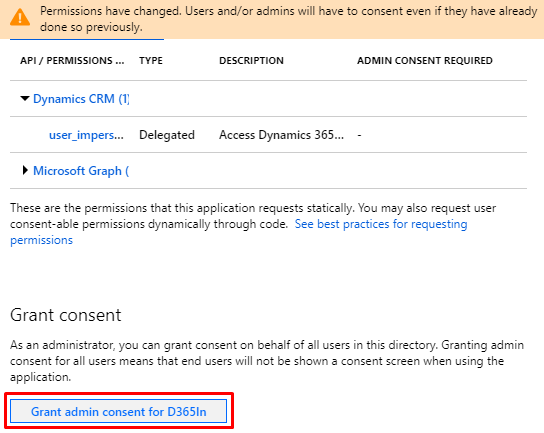 Permissions have changed. Users and/or admins will have to consent even if they have already
done so previously.
API / PERMISSIONS ... TYPE DESCRIPTION ADMIN CONSENT REQUIRED
Dynamics CRM (1)
user_impers... Delegated Access Dynamics 365... -
Microsoft Graph (
These are the permissions that this application requests statically. You may also request user
consent-able permissions dynamically through code. See best practices for requesting
permissions
Grant consent
As an administrator, you can grant consent on behalf of all users in this directory. Granting admin
consent for all users means that end users will not be shown a consent screen when using the
application.
Grant admin consent for D365In